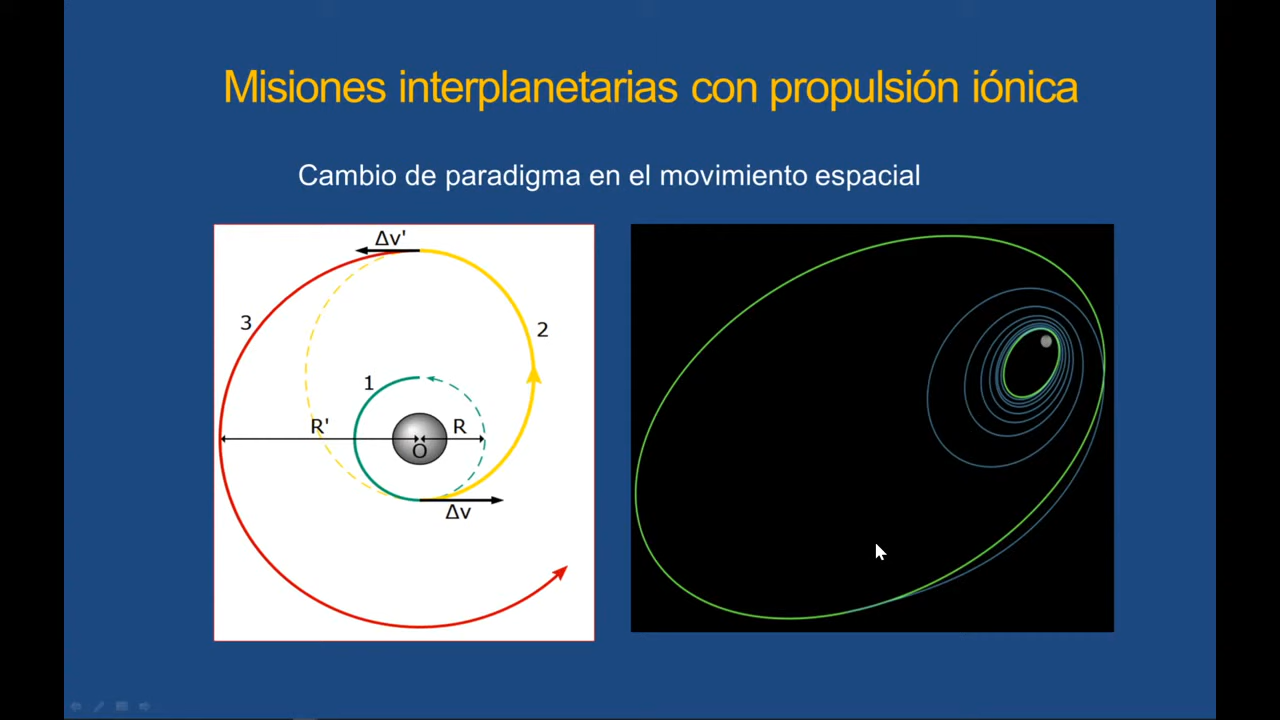 Misiones interplanetarias con propulsión iónica
Cambio de paradigma en el movimiento espacial
Δv'
3
2
1
R'
R
O
Δv